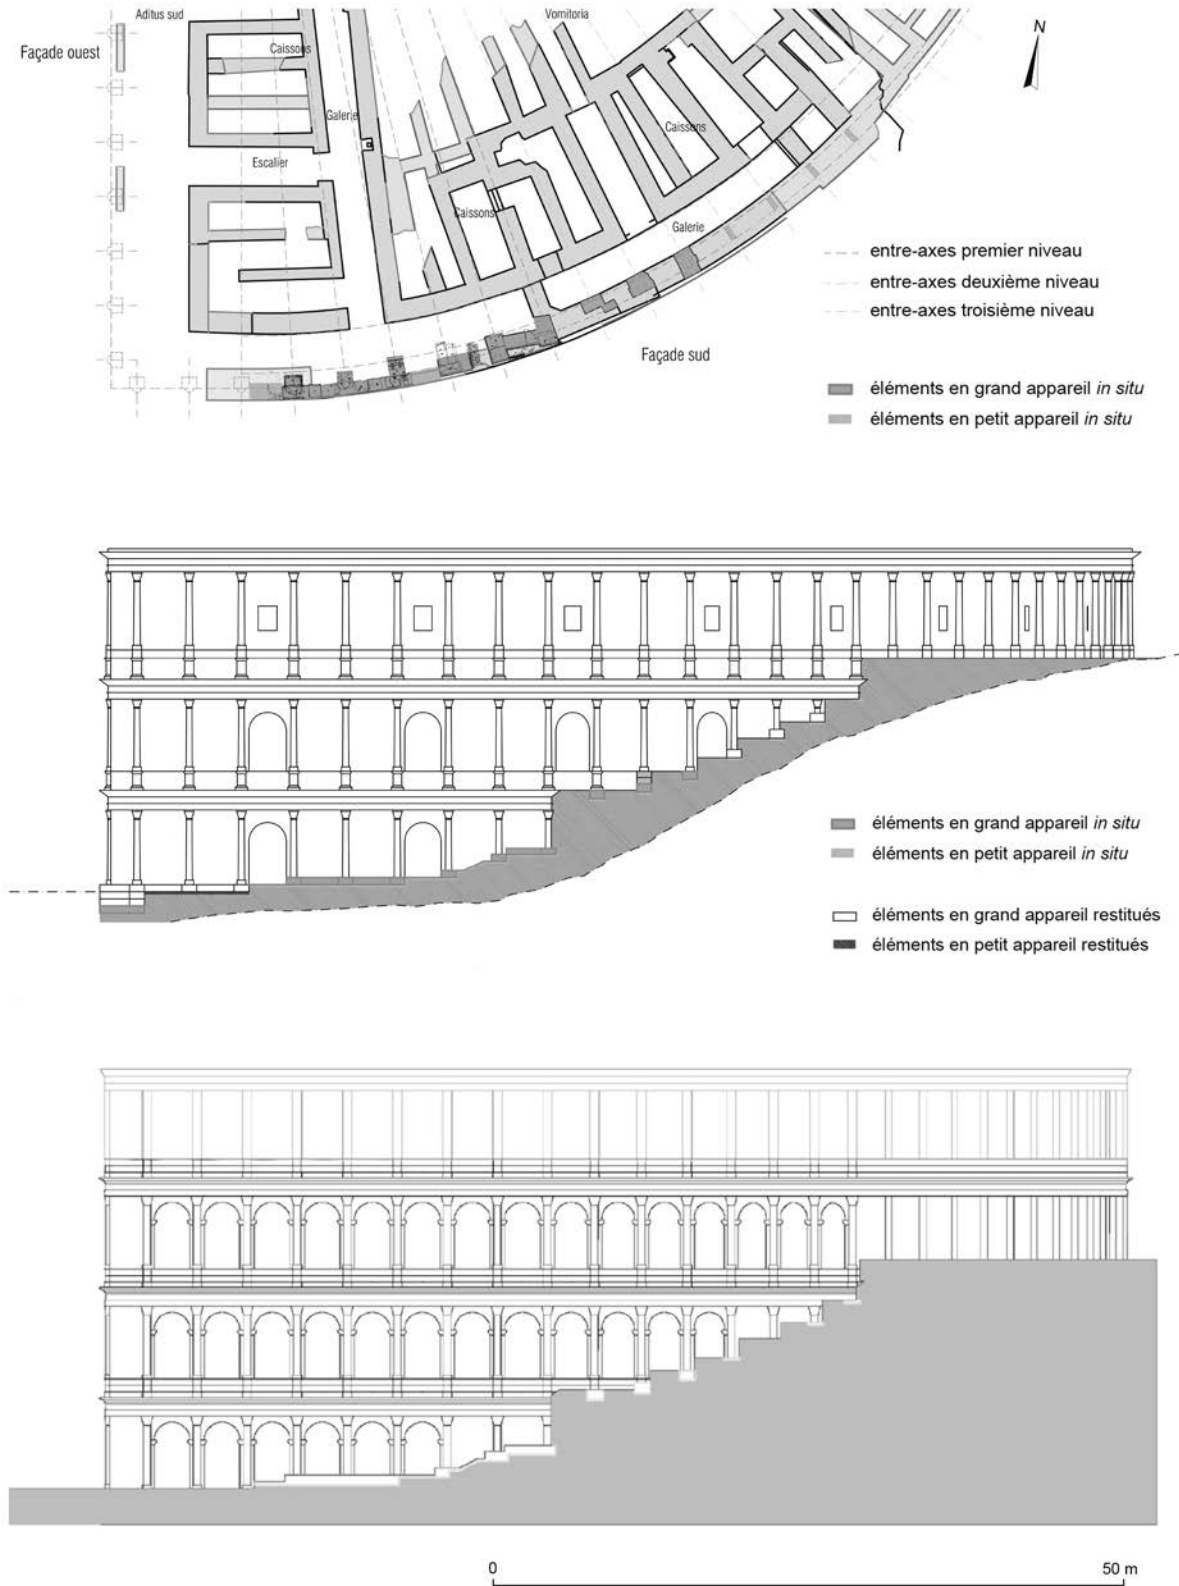 Aditus sud
Vomitoria
N
Façade ouest
Caissons
Galerie
Caissons
Escalier
Caissons
Galerie
entre-axes premier niveau
entre-axes deuxième niveau
entre-axes troisième niveau
Façade sud
éléments en grand appareil in situ
éléments en petit appareil in situ
éléments en grand appareil in situ
éléments en petit appareil in situ
éléments en grand appareil restitués
éléments en petit appareil restitués
0 50 m